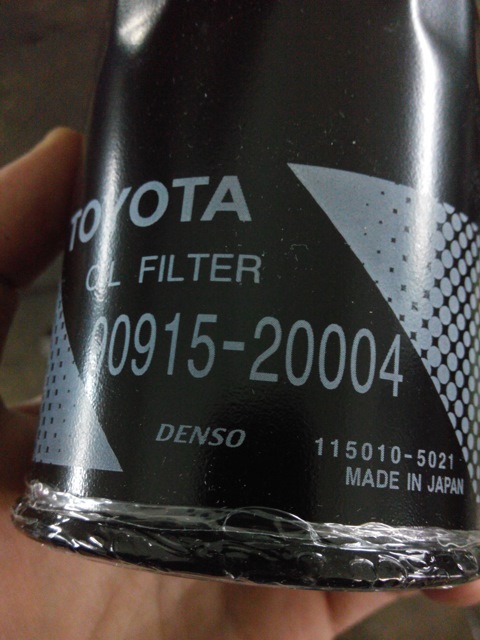 TOYOTA
OIL FILTER
90915-20004
DENSO
115010-5021
MADE IN JAPAN